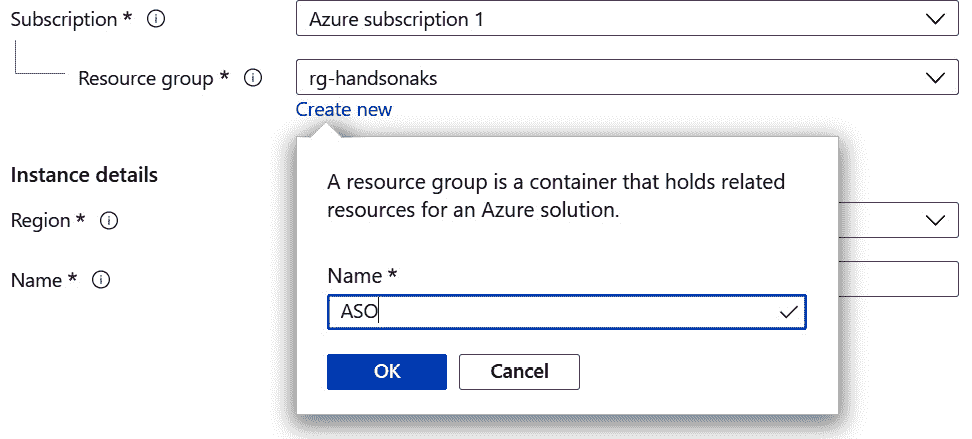 Subscription * Azure subscription 1
Resource group * rg-handsonaks
Create new
A resource group is a container that holds related
resources for an Azure solution.
Instance details
Region *
Name *
Name *
ASO
OK Cancel